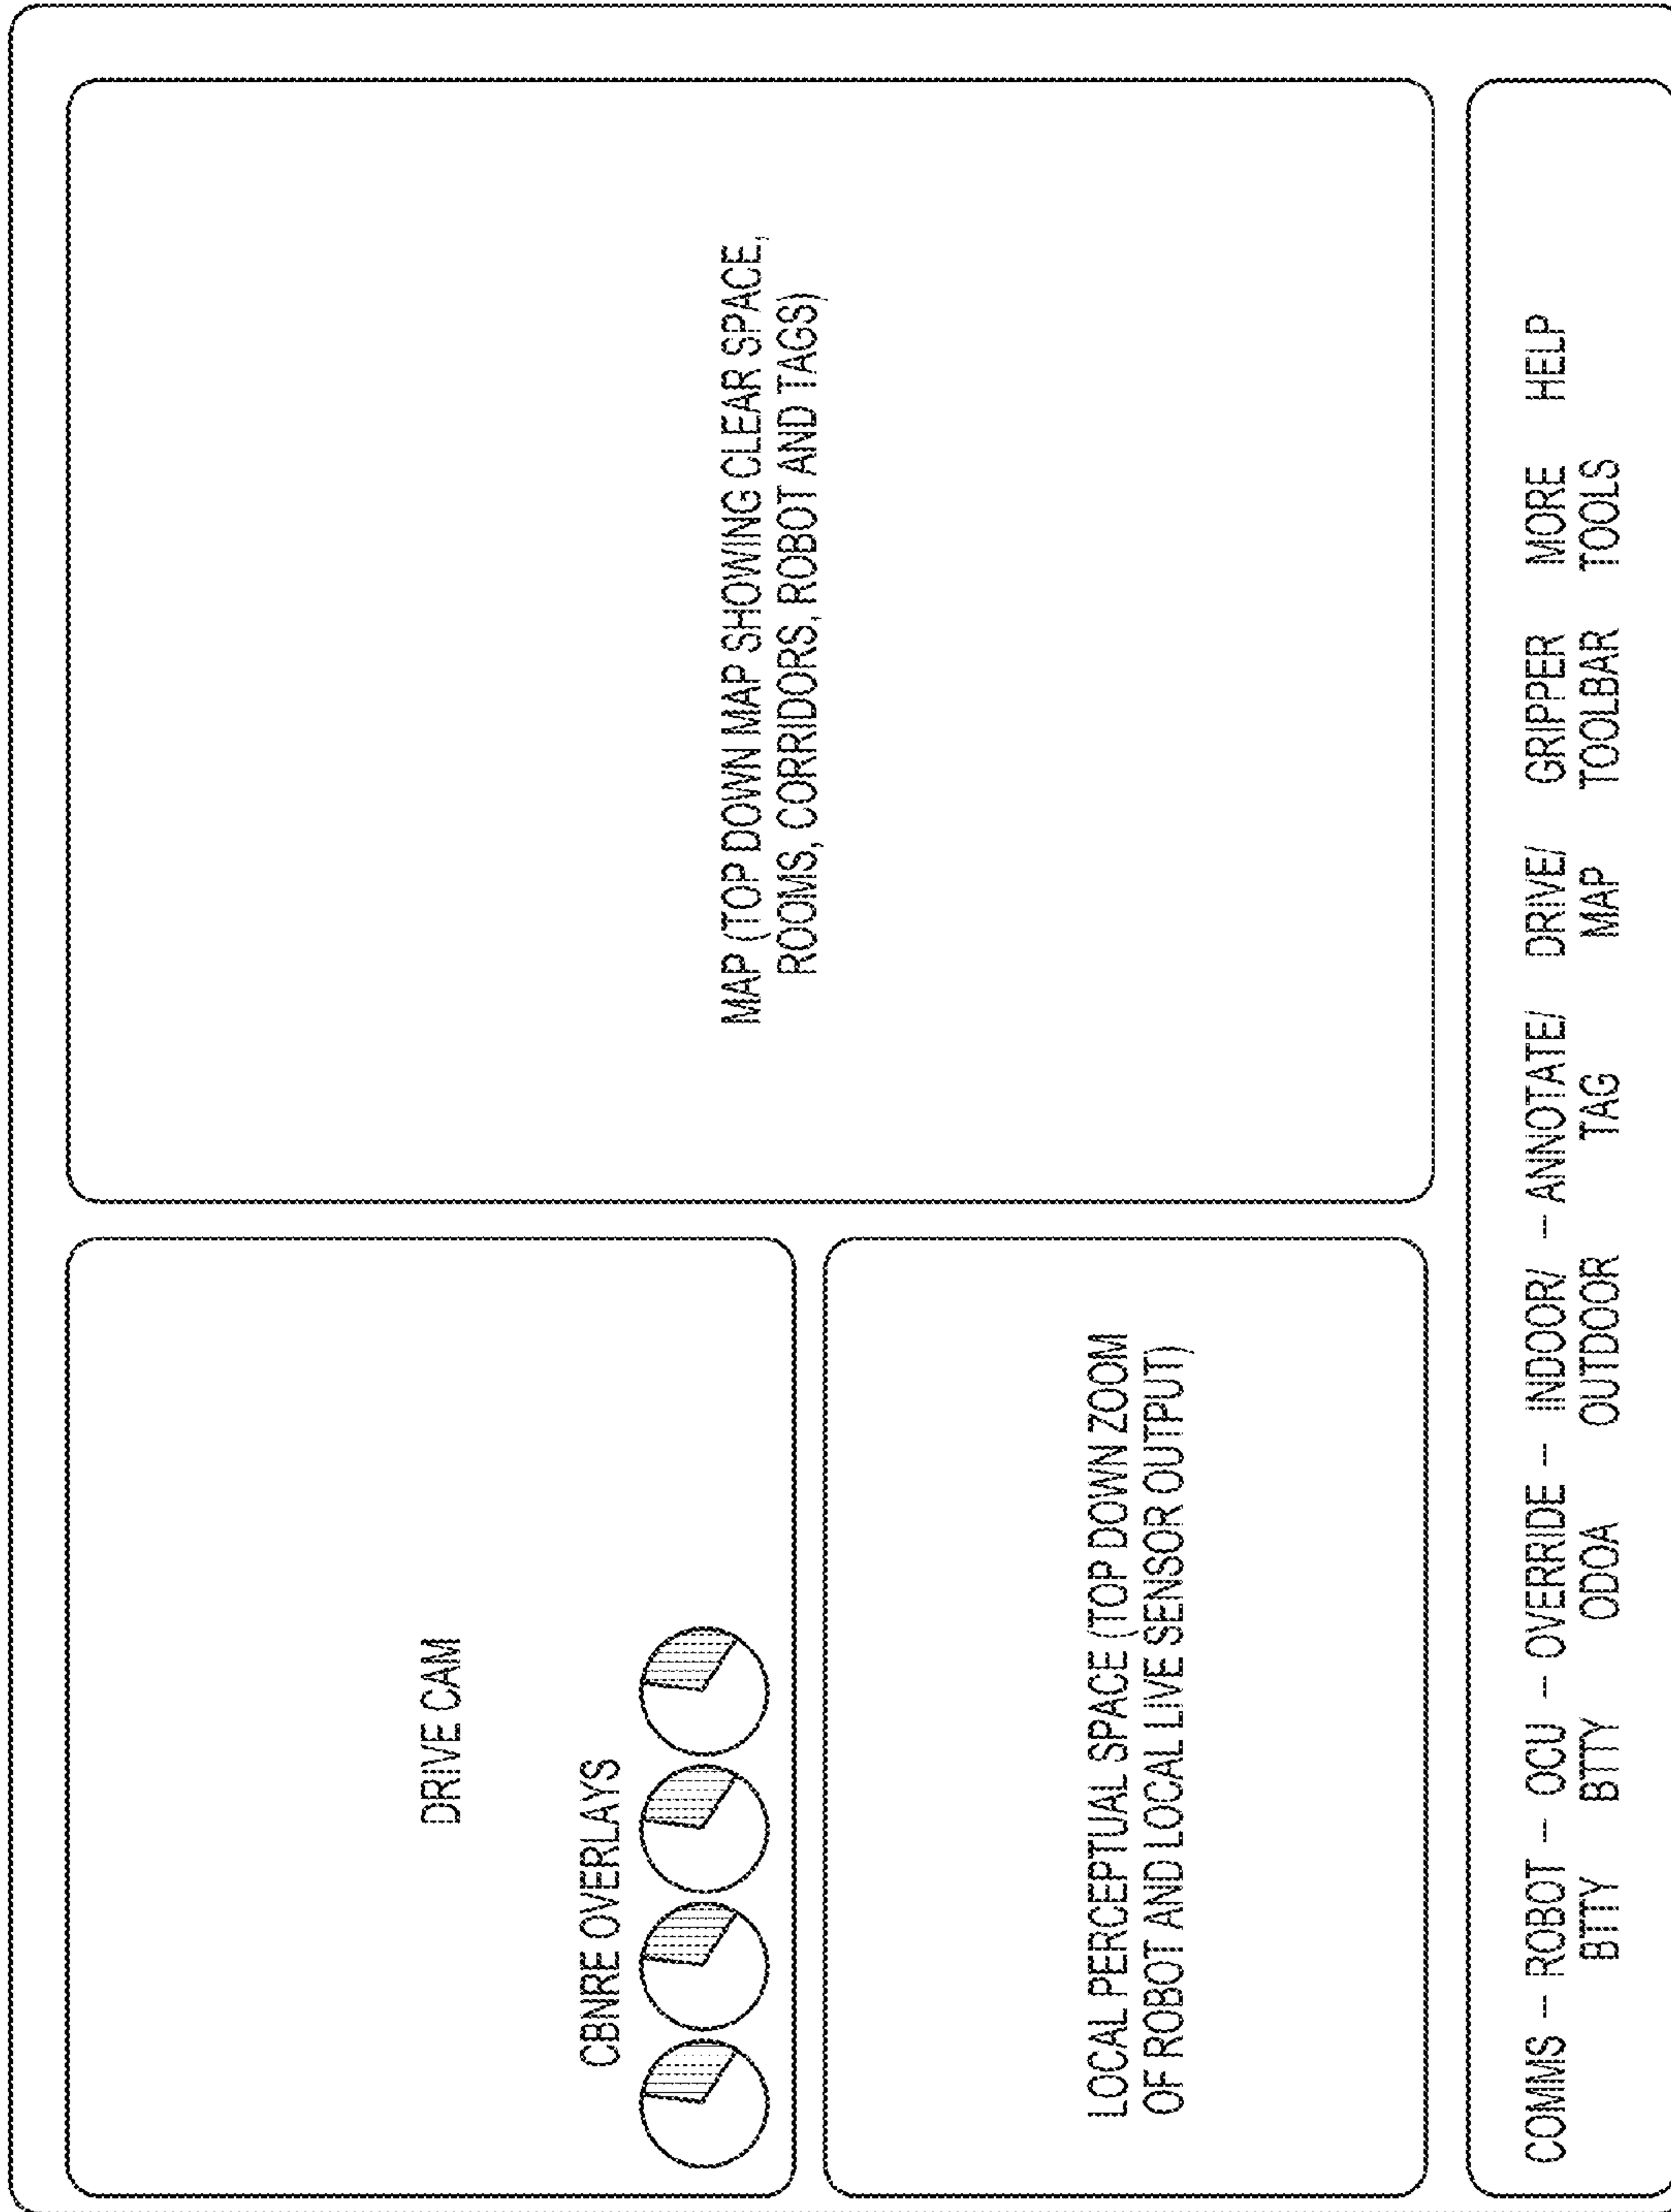 DRIVE CAM
CBNRE OVERLAYS
MAP (TOP DOWN MAP SHOWING CLEAR SPACE,
ROOMS, CORRIDORS, ROBOT AND TAGS)
LOCAL PERCEPTUAL SPACE (TOP DOWN ZOOM
OF ROBOT AND LOCAL LIVE SENSOR OUTPUT)
COMMS – ROBOT – OCU – OVERRIDE – INDOOR/ – ANNOTATE/ DRIVE/ GRIPPER MORE HELP
BTTY BTTY ODOA OUTDOOR TAG MAP TOOLBAR TOOLS